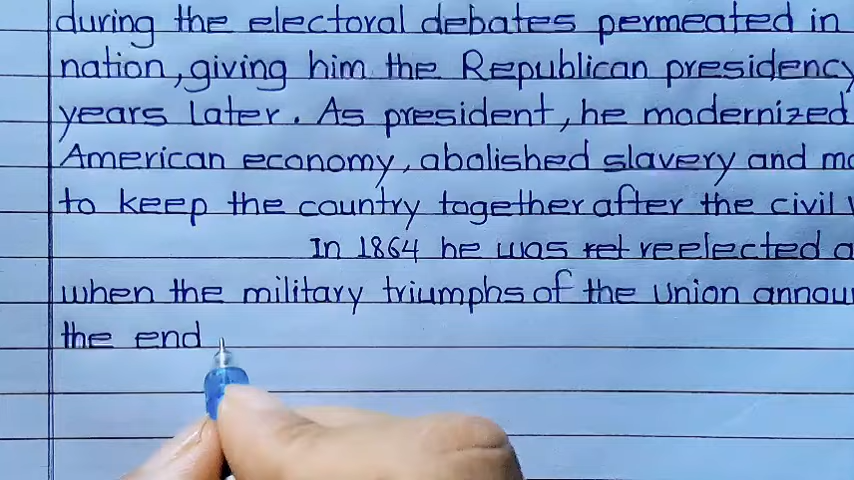 during the electoral debates permeated in
nation, giving him the Republican presidency
years later. As president, he modernized
American economy, abolished slavery and
to keep the country together after the civil
In 1864 he was ret reelected
when the military triumphs of the Union
the end